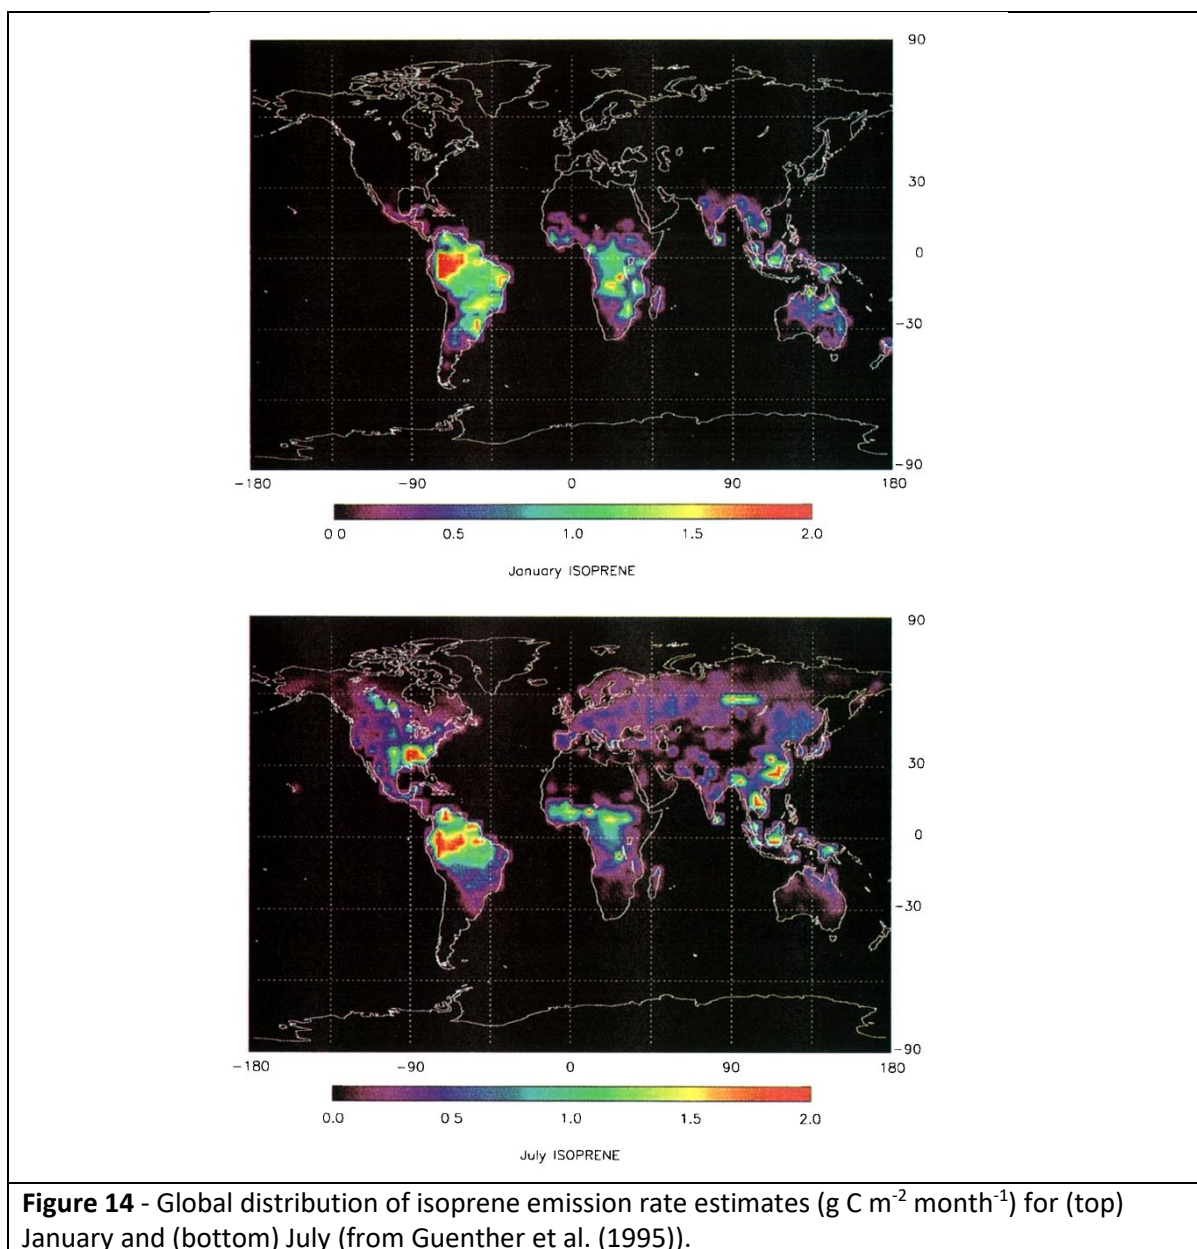 90
30
0
-30
-90
-180 -90 0 90 180
0 0 0.5 1.0 1.5 2.0
January ISOPRENE
90
30
0
-30
-90
-180 -90 0 90 180
0.0 0 5 1.0 1.5 2.0
July ISOPRENE
Figure 14 - Global distribution of isoprene emission rate estimates (g C m⁻² month⁻¹) for (top)
January and (bottom) July (from Guenther et al. (1995)).